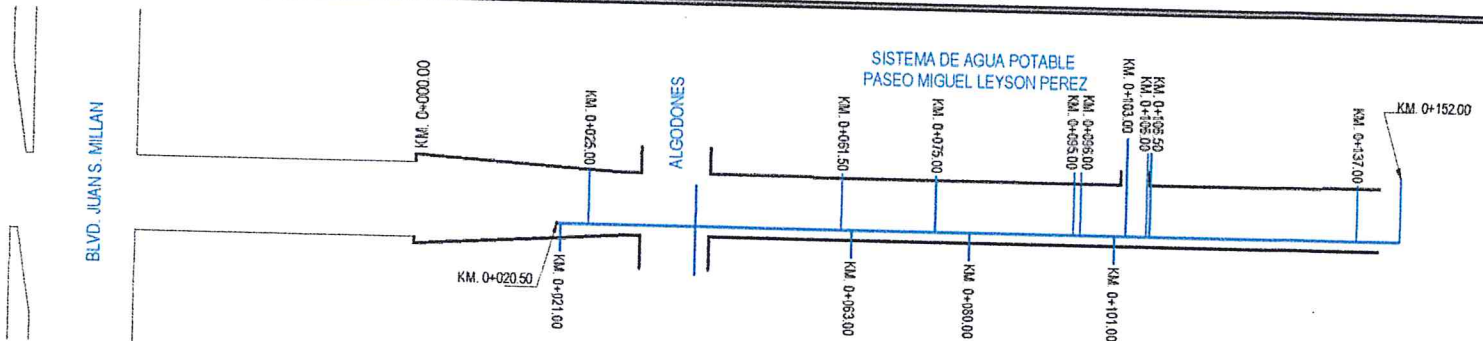 BLVD. JUAN S. MILLAN
KM. 0+000.00
KM. 0+025.00
ALGODONES
SISTEMA DE AGUA POTABLE
PASEO MIGUEL LEYSON PEREZ
KM. 0+061.50
KM. 0+075.00
KM. 0+095.00
KM. 0+096.00
KM. 0+103.00
KM. 0+106.00
KM. 0+106.50
KM. 0+137.00
KM. 0+152.00
KM. 0+020.50
KM. 0+021.00
KM. 0+063.00
KM. 0+080.00
KM. 0+101.00